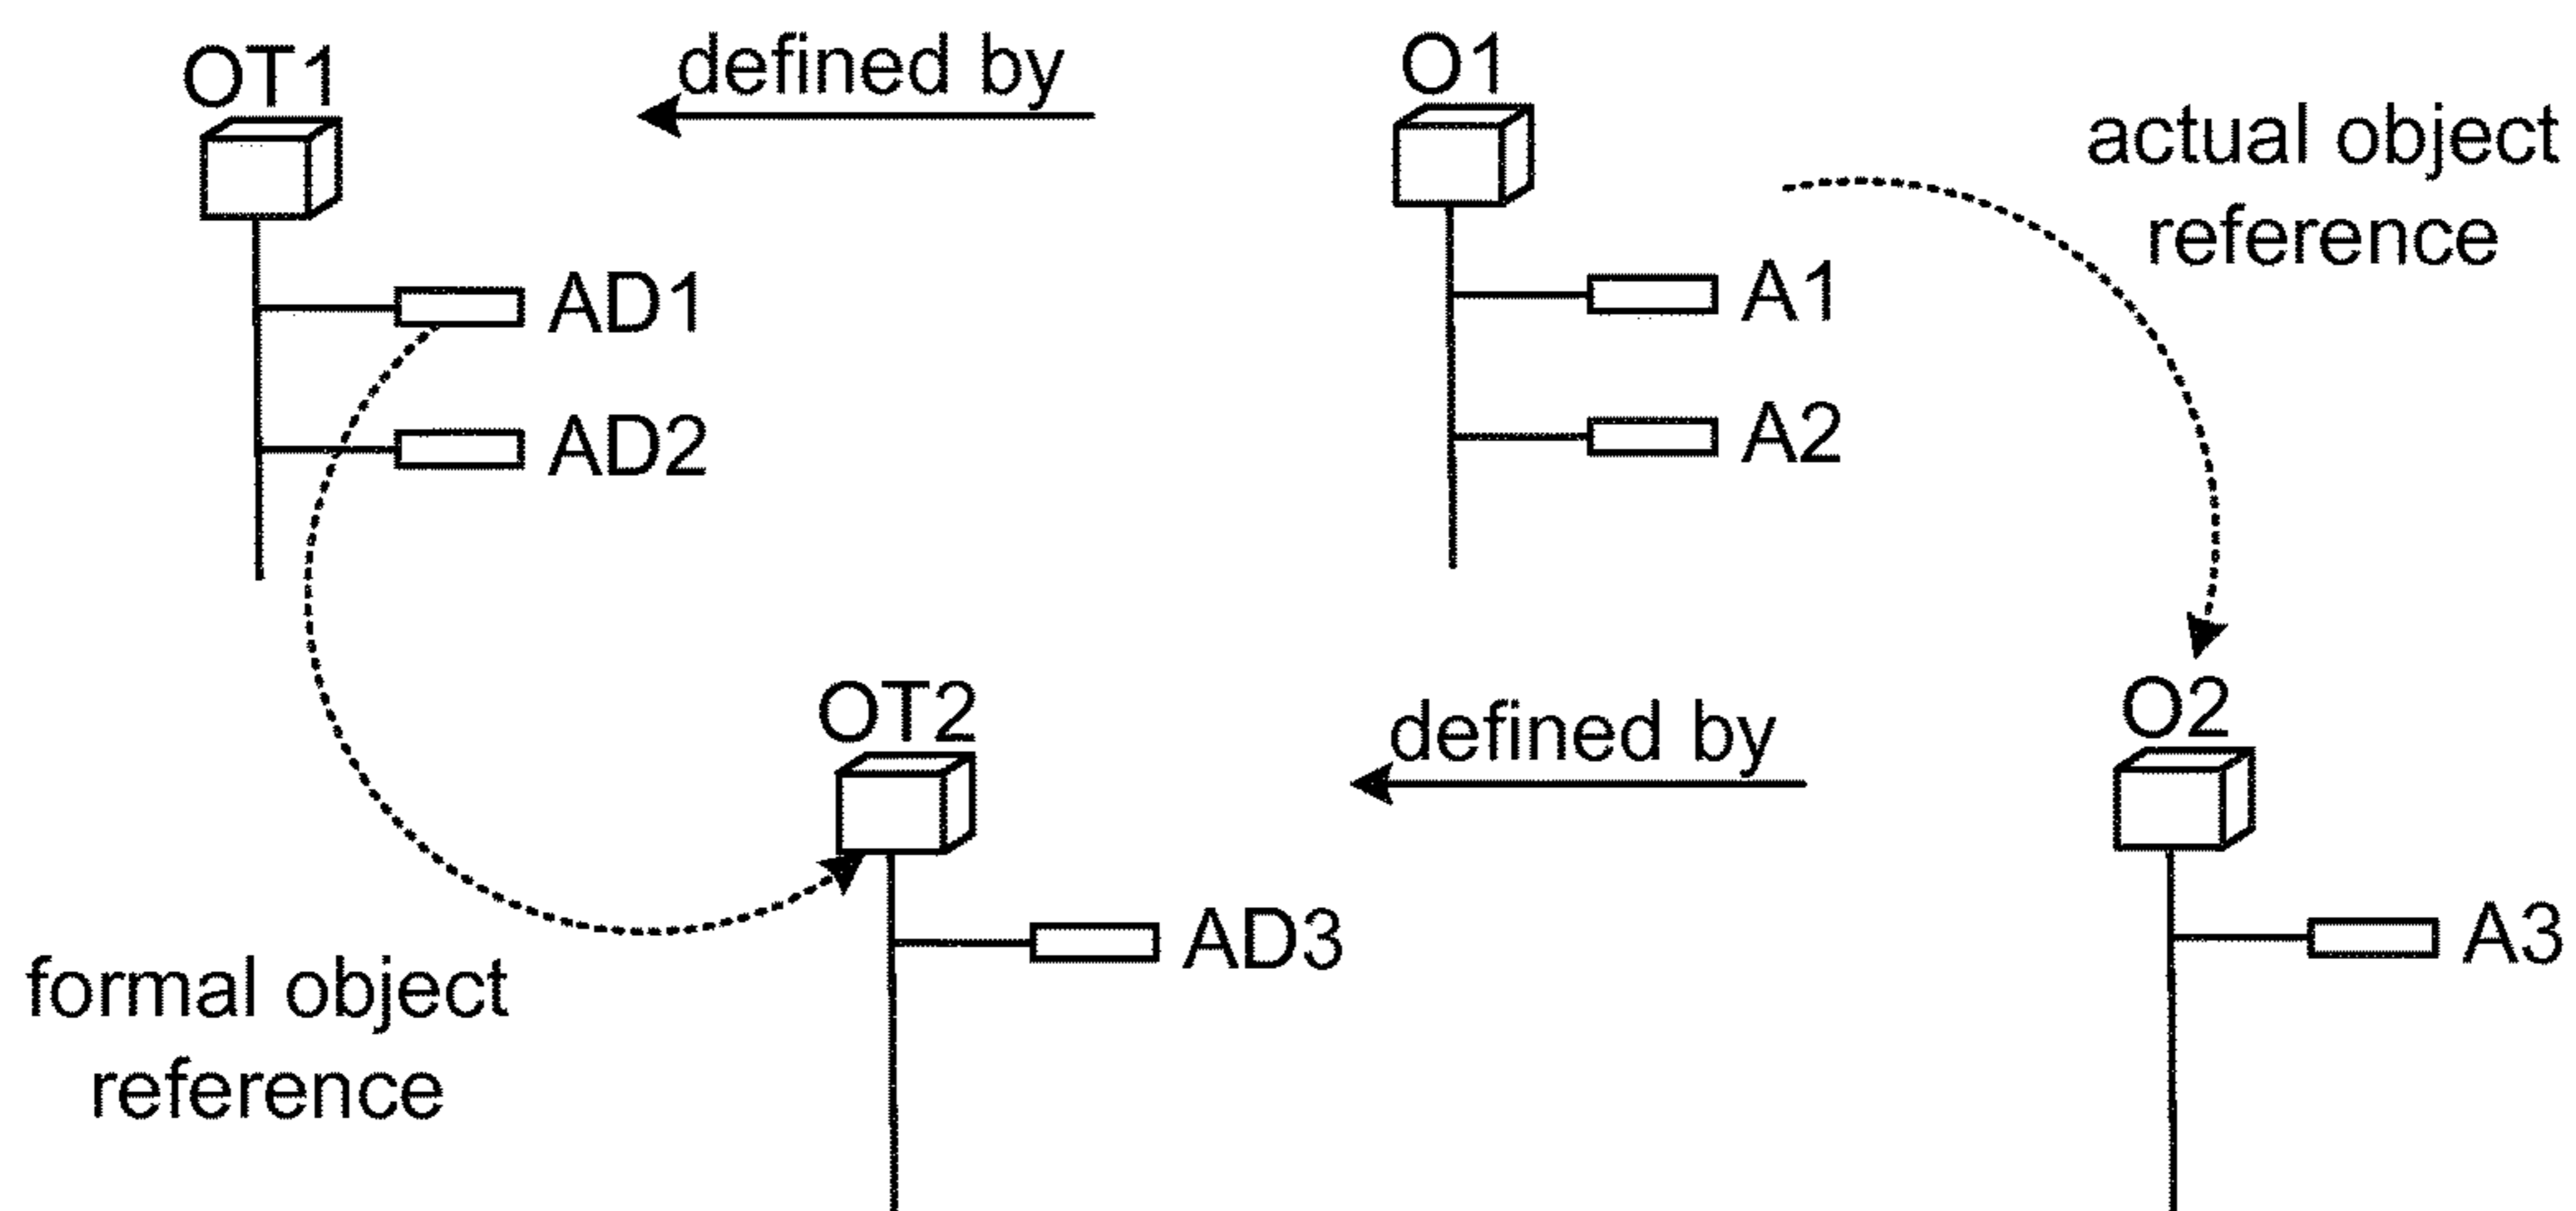 OT1
defined by
O1
actual object
reference
AD1
A1
AD2
A2
OT2
defined by
O2
AD3
A3
formal object
reference